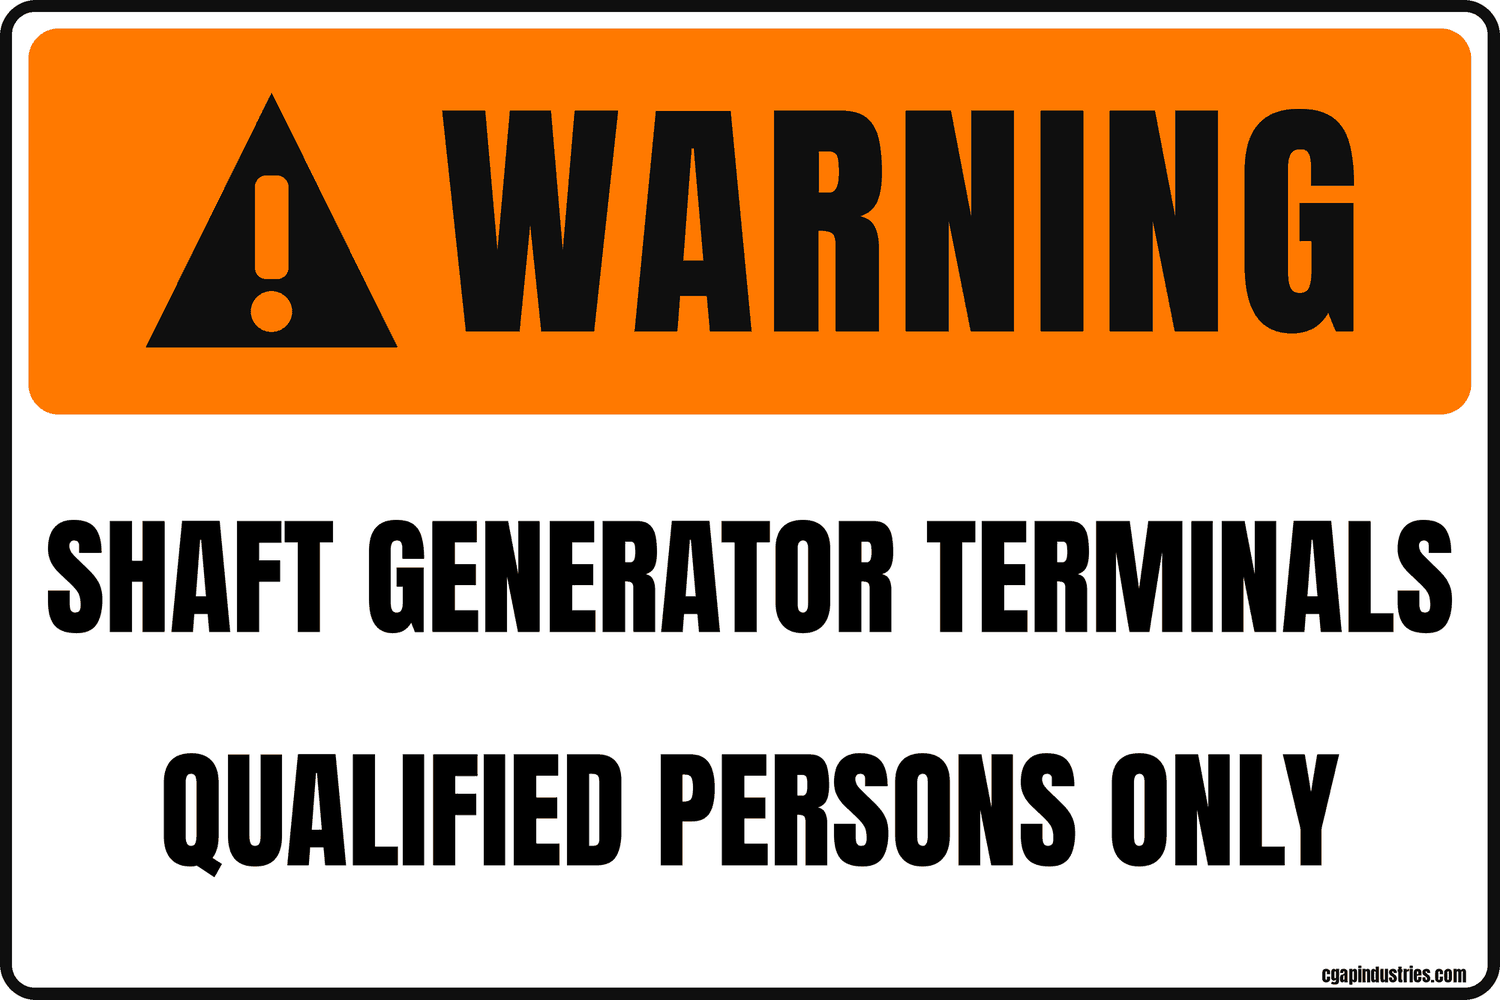 WARNING
SHAFT GENERATOR TERMINALS
QUALIFIED PERSONS ONLY
cgapindustries.com